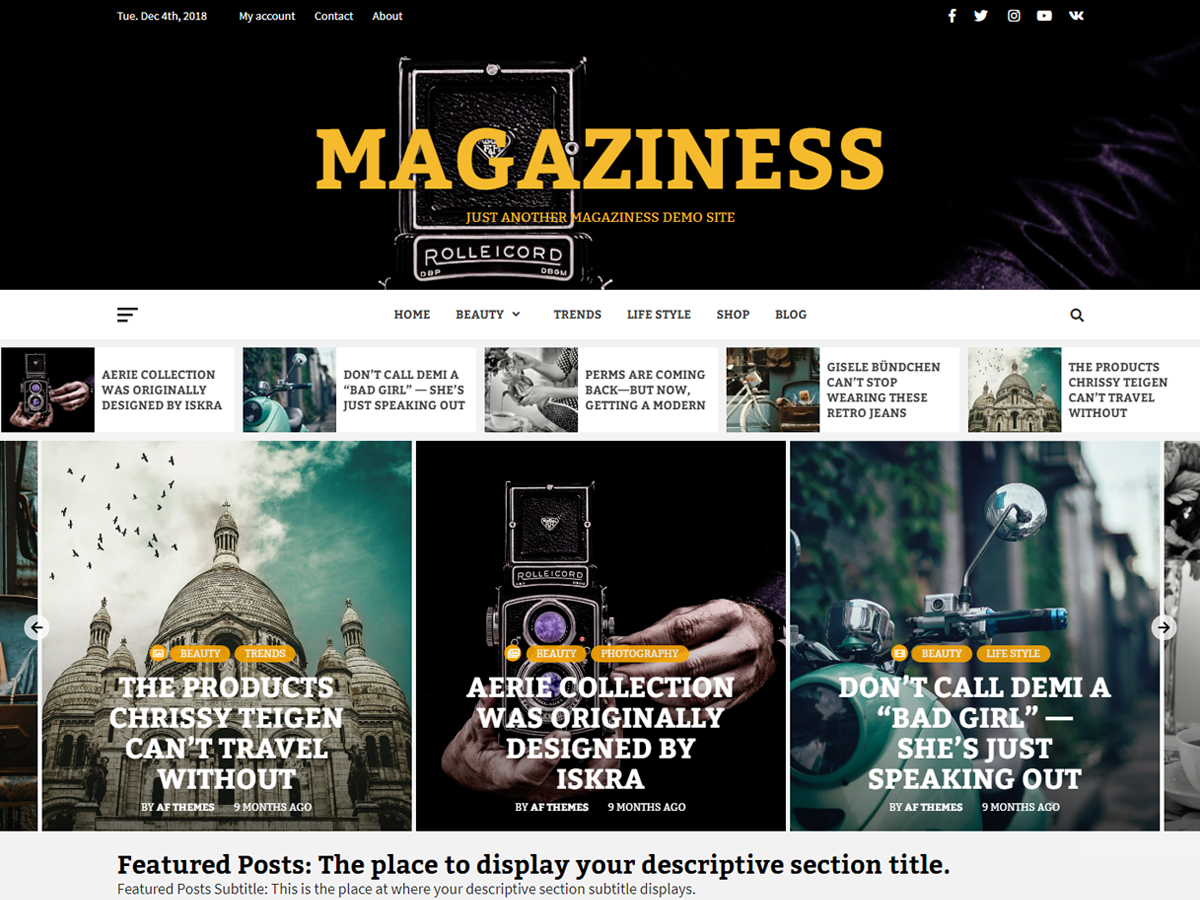 Tue. Dec 4th, 2018 My account Contact About
MAGAZINESS
JUST ANOTHER MAGAZINESS DEMO SITE
ROLLEICORD
DBP DBGM
HOME BEAUTY TRENDS LIFE STYLE SHOP BLOG
AERIE COLLECTION
WAS ORIGINALLY
DESIGNED BY ISKRA
DON'T CALL DEMI A
“BAD GIRL” — SHE'S
JUST SPEAKING OUT
PERMS ARE COMING
BACK—BUT NOW,
GETTING A MODERN
GISELE BÜNDCHEN
CAN'T STOP
WEARING THESE
RETRO JEANS
THE PRODUCTS
CHRISSY TEIGEN
CAN'T TRAVEL
WITHOUT
BEAUTY TRENDS
THE PRODUCTS
CHRISSY TEIGEN
CAN'T TRAVEL
WITHOUT
BY AF THEMES 9 MONTHS AGO
ROLLEICORD
BEAUTY PHOTOGRAPHY
AERIE COLLECTION
WAS ORIGINALLY
DESIGNED BY
ISKRA
BY AF THEMES 9 MONTHS AGO
BEAUTY LIFE STYLE
DON'T CALL DEMI A
“BAD GIRL” —
SHE'S JUST
SPEAKING OUT
BY AF THEMES 9 MONTHS AGO
Featured Posts: The place to display your descriptive section title.
Featured Posts Subtitle: This is the place at where your descriptive section subtitle displays.